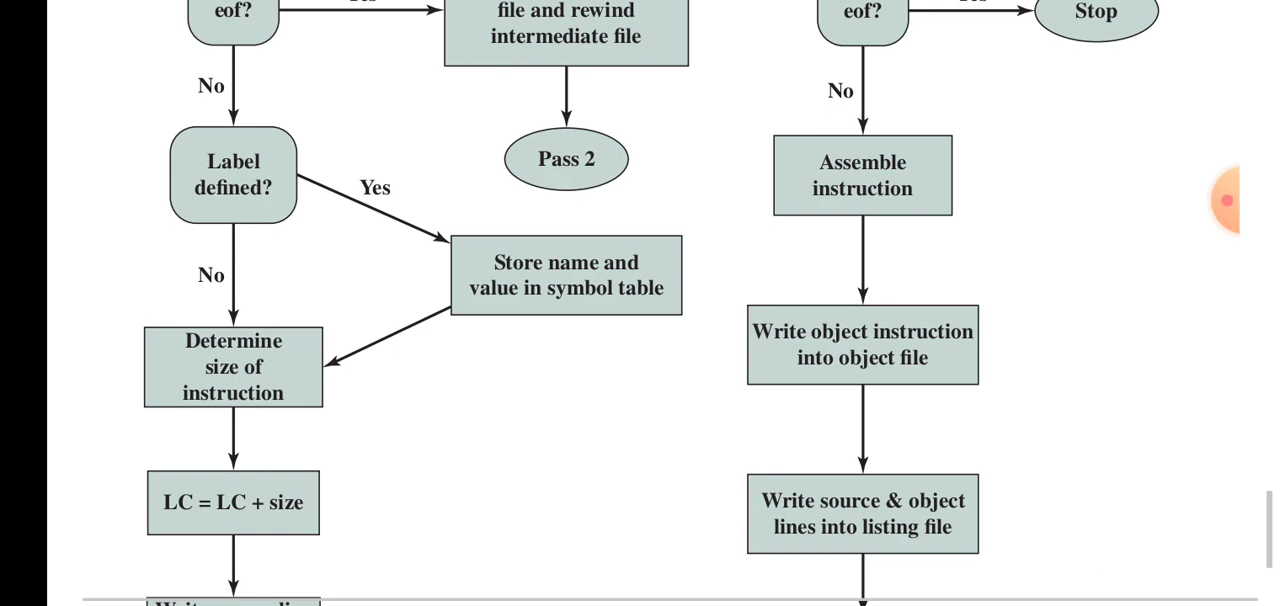 eof?
file and rewind
intermediate file
No
Label
defined?
Yes
Pass 2
Store name and
value in symbol table
No
Determine
size of
instruction
LC = LC + size
eof?
Stop
No
Assemble
instruction
Write object instruction
into object file
Write source & object
lines into listing file